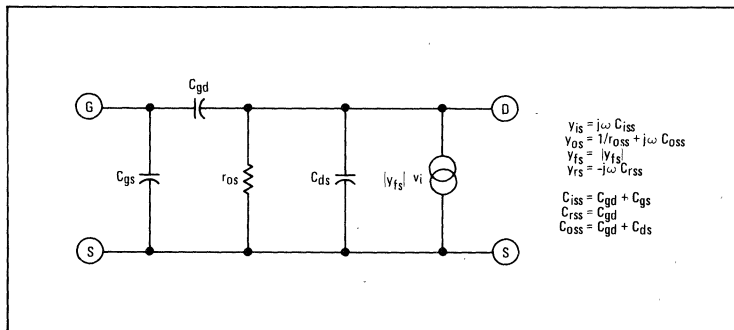 C_gd
G
D
C_gs
r_os
C_ds
|y_fs| v_i
S
S
y_is = jω C_iss
y_os = 1/r_oss + jω C_oss
y_fs = |y_fs|
y_rs = -jω C_rss
C_iss = C_gd + C_gs
C_rss = C_gd
C_oss = C_gd + C_ds